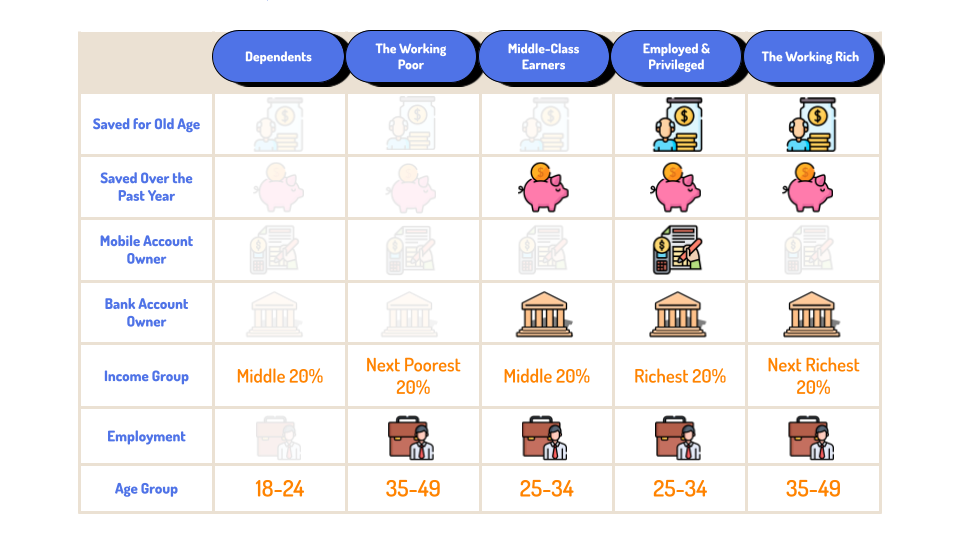 Dependents
The Working
Poor
Middle-Class
Earners
Employed &
Privileged
The Working Rich
Saved for Old Age
Saved Over the
Past Year
Mobile Account
Owner
Bank Account
Owner
Income Group
Middle 20%
Next Poorest
20%
Middle 20%
Richest 20%
Next Richest
20%
Employment
Age Group
18-24
35-49
25-34
25-34
35-49